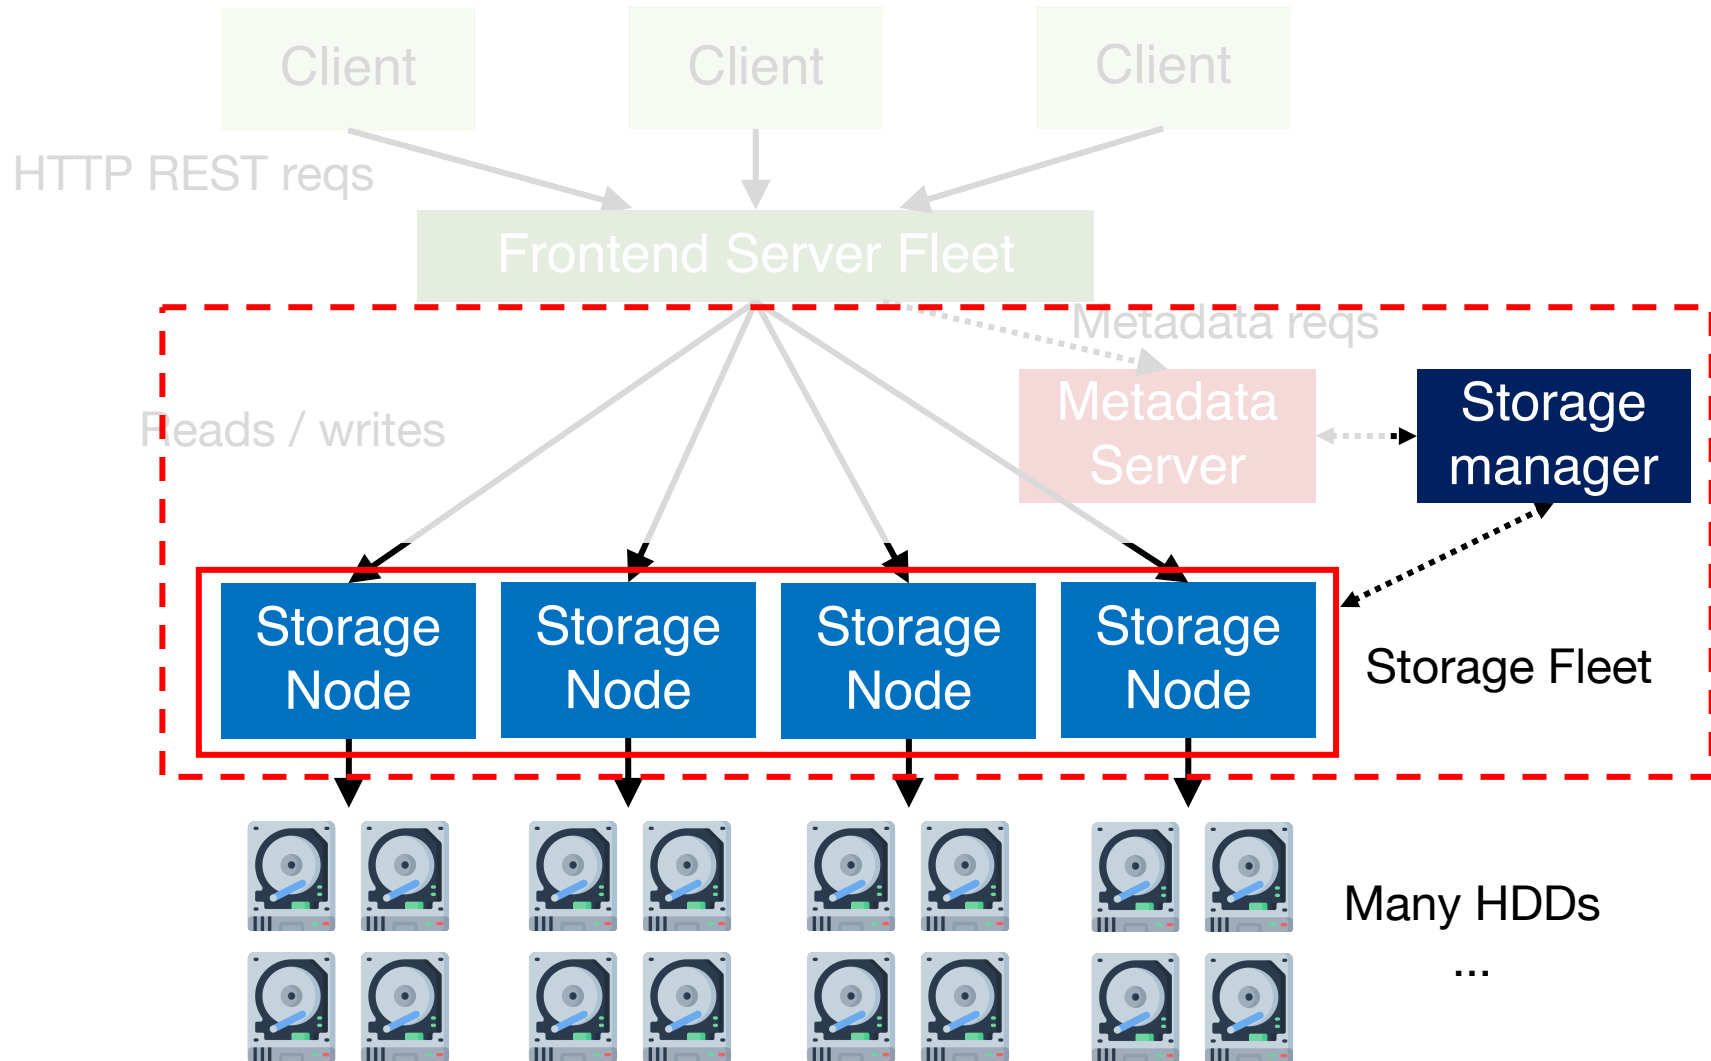 Client
Client
Client
HTTP REST reqs
Frontend Server Fleet
Metadata reqs
Reads / writes
Metadata
Server
Storage
manager
Storage
Node
Storage
Node
Storage
Node
Storage
Node
Storage Fleet
Many HDDs
...